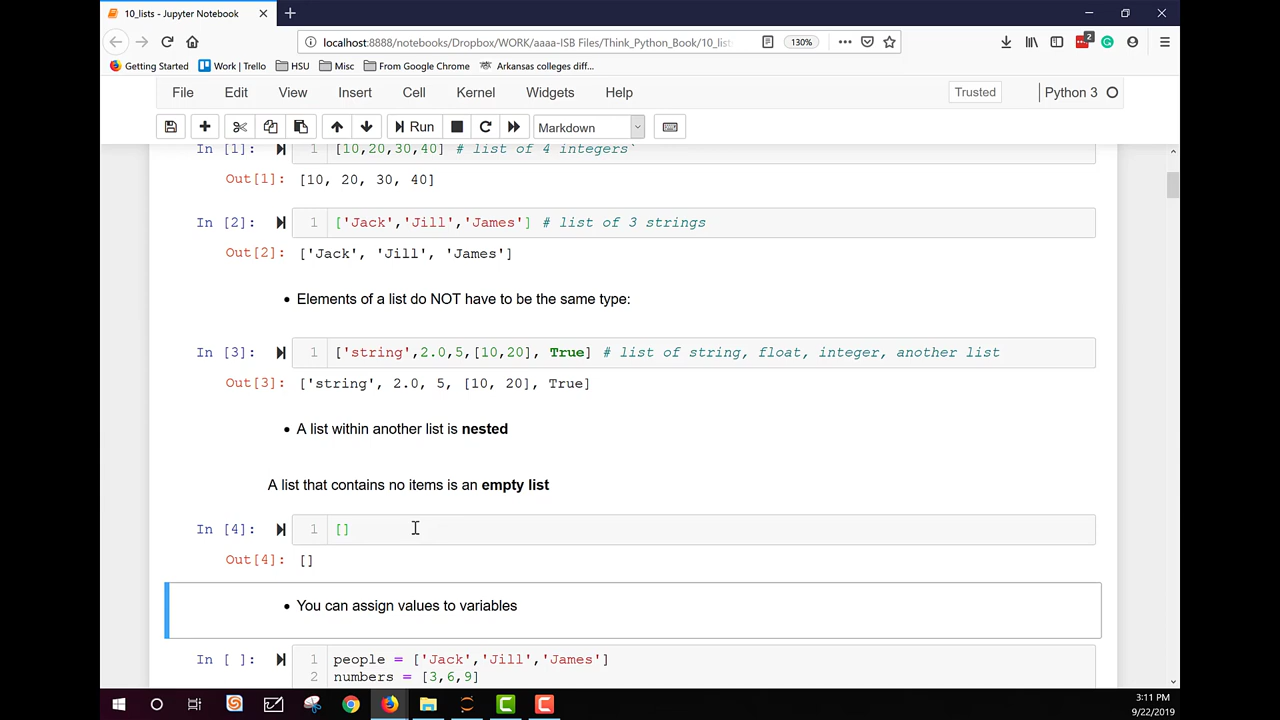 10_lists - Jupyter Notebook
localhost:8888/notebooks/Dropbox/WORK/aaaa-ISB Files/Think_Python_Book/10_lists
130%
Getting Started Work | Trello HSU Misc From Google Chrome Arkansas colleges diff...
2
File Edit View Insert Cell Kernel Widgets Help Trusted Python 3
Run Markdown
In [1]: 1 [10,20,30,40] # list of 4 integers`
Out[1]: [10, 20, 30, 40]
In [2]: 1 ['Jack','Jill','James'] # list of 3 strings
Out[2]: ['Jack', 'Jill', 'James']
• Elements of a list do NOT have to be the same type:
In [3]: 1 ['string',2.0,5,[10,20], True] # list of string, float, integer, another list
Out[3]: ['string', 2.0, 5, [10, 20], True]
• A list within another list is nested
A list that contains no items is an empty list
In [4]: 1 []
Out[4]: []
• You can assign values to variables
In [ ]: 1 people = ['Jack','Jill','James']
2 numbers = [3,6,9]
3:11 PM
9/22/2019